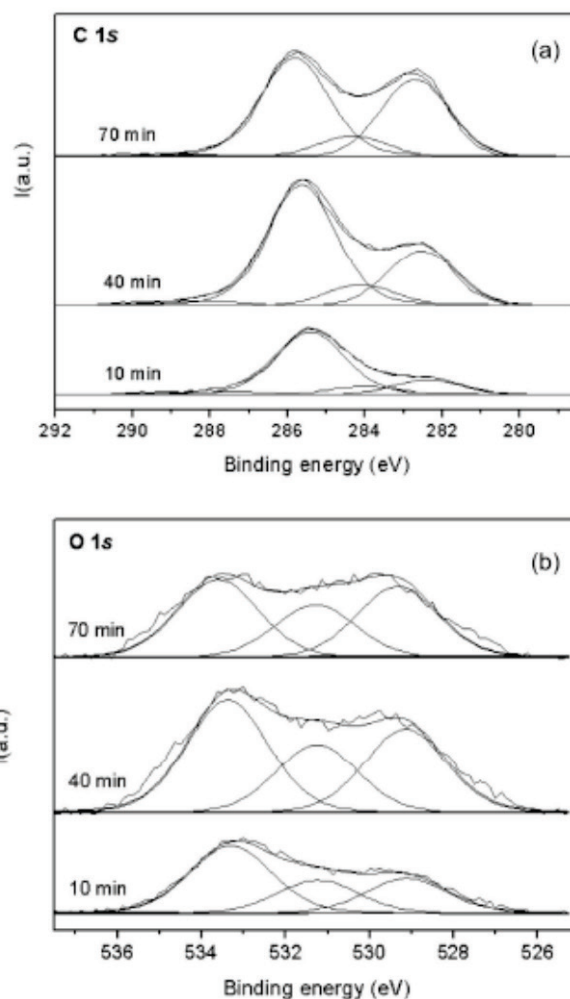 C 1s
(a)
70 min
40 min
10 min
I(a.u.)
292 290 288 286 284 282 280
Binding energy (eV)
O 1s
(b)
70 min
40 min
10 min
I(a.u.)
536 534 532 530 528 526
Binding energy (eV)